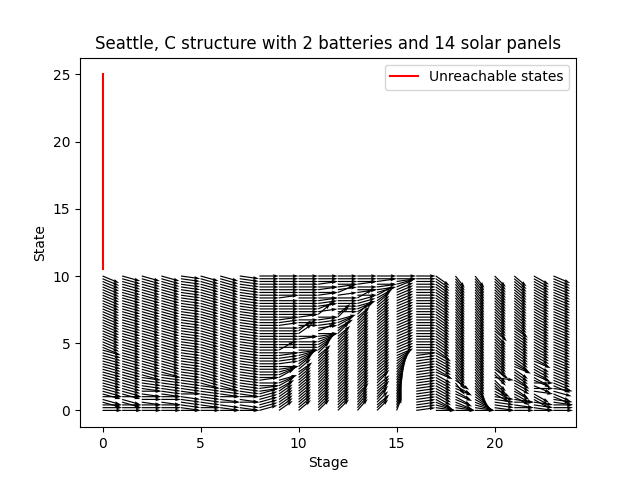 Seattle, C structure with 2 batteries and 14 solar panels
Unreachable states
25
20
15
10
5
0
State
0 5 10 15 20
Stage